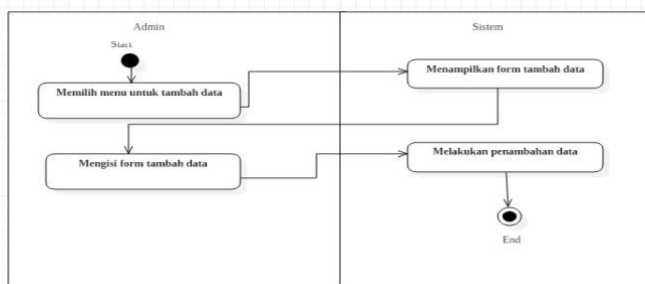 Admin
Sistem
Start
Memilih menu untuk tambah data
Menampilkan form tambah data
Mengisi form tambah data
Melakukan penambahan data
End